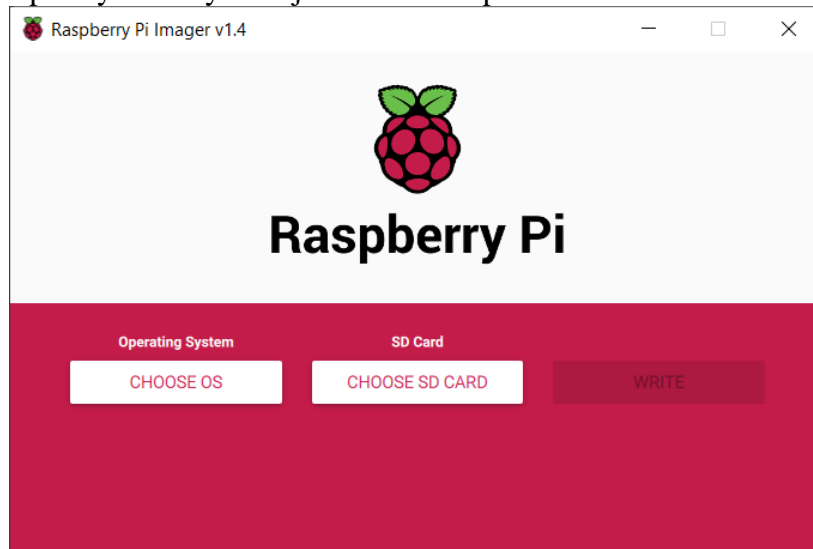 Raspberry Pi Imager v1.4
Raspberry Pi
Operating System
SD Card
CHOOSE OS
CHOOSE SD CARD
WRITE